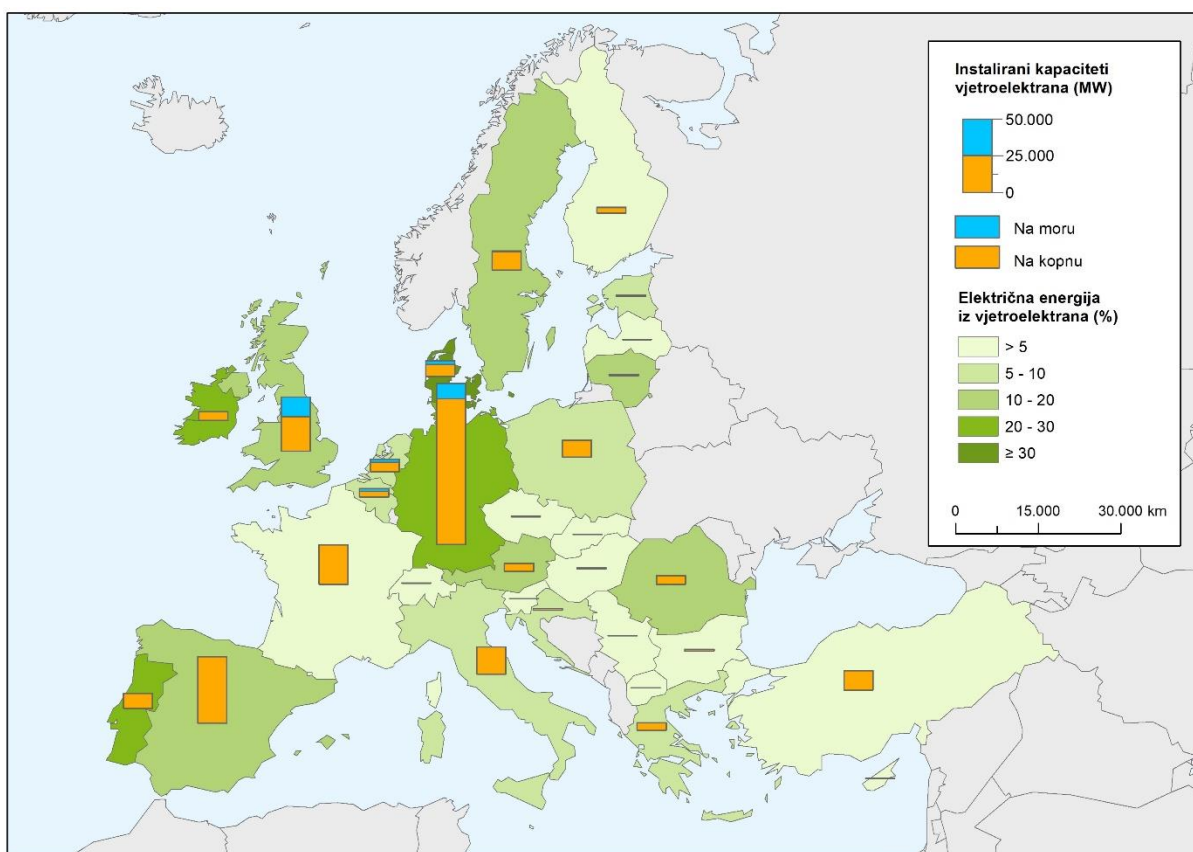 Instalirani kapaciteti
vjetroelektrana (MW)
50.000
25.000
0
Na moru
Na kopnu
Električna energija
iz vjetroelektrana (%)
> 5
5 - 10
10 - 20
20 - 30
≥ 30
0 15.000 30.000 km